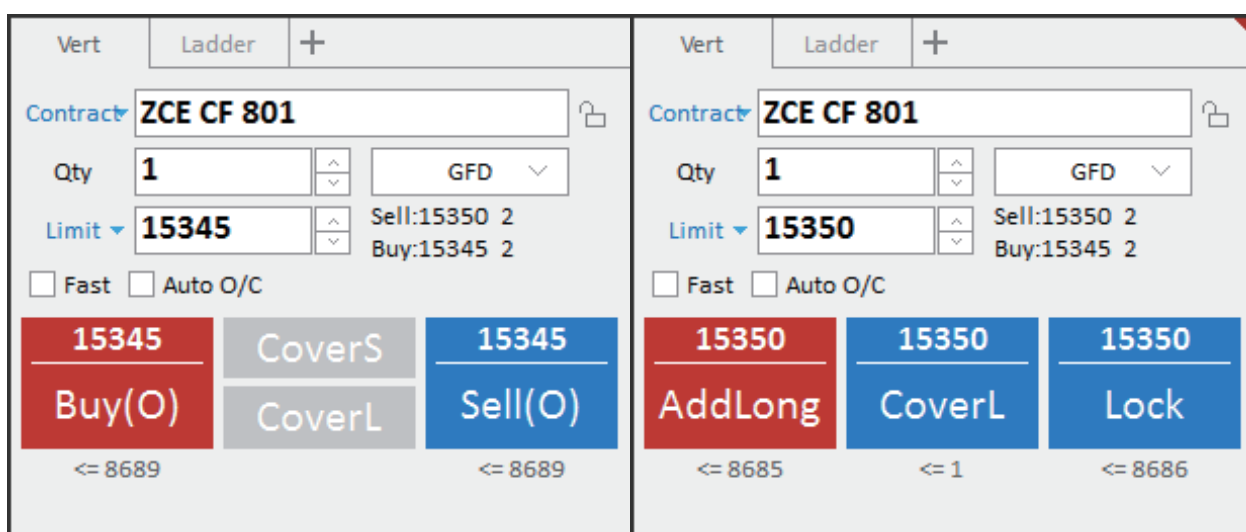 Vert Ladder +
Contract ZCE CF 801
Qty 1 GFD
Limit 15345 Sell:15350 2
Buy:15345 2
Fast Auto O/C
15345 CoverS 15345
Buy(O) CoverL Sell(O)
<= 8689 <= 8689
Vert Ladder +
Contract ZCE CF 801
Qty 1 GFD
Limit 15350 Sell:15350 2
Buy:15345 2
Fast Auto O/C
15350 15350 15350
AddLong CoverL Lock
<= 8685 <= 1 <= 8686